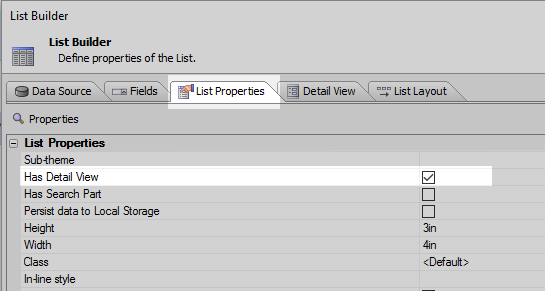 List Builder
List Builder
Define properties of the List.
Data Source Fields List Properties Detail View List Layout
Properties
List Properties
Sub-theme
Has Detail View
Has Search Part
Persist data to Local Storage
Height 3in
Width 4in
Class <Default>
In-line style